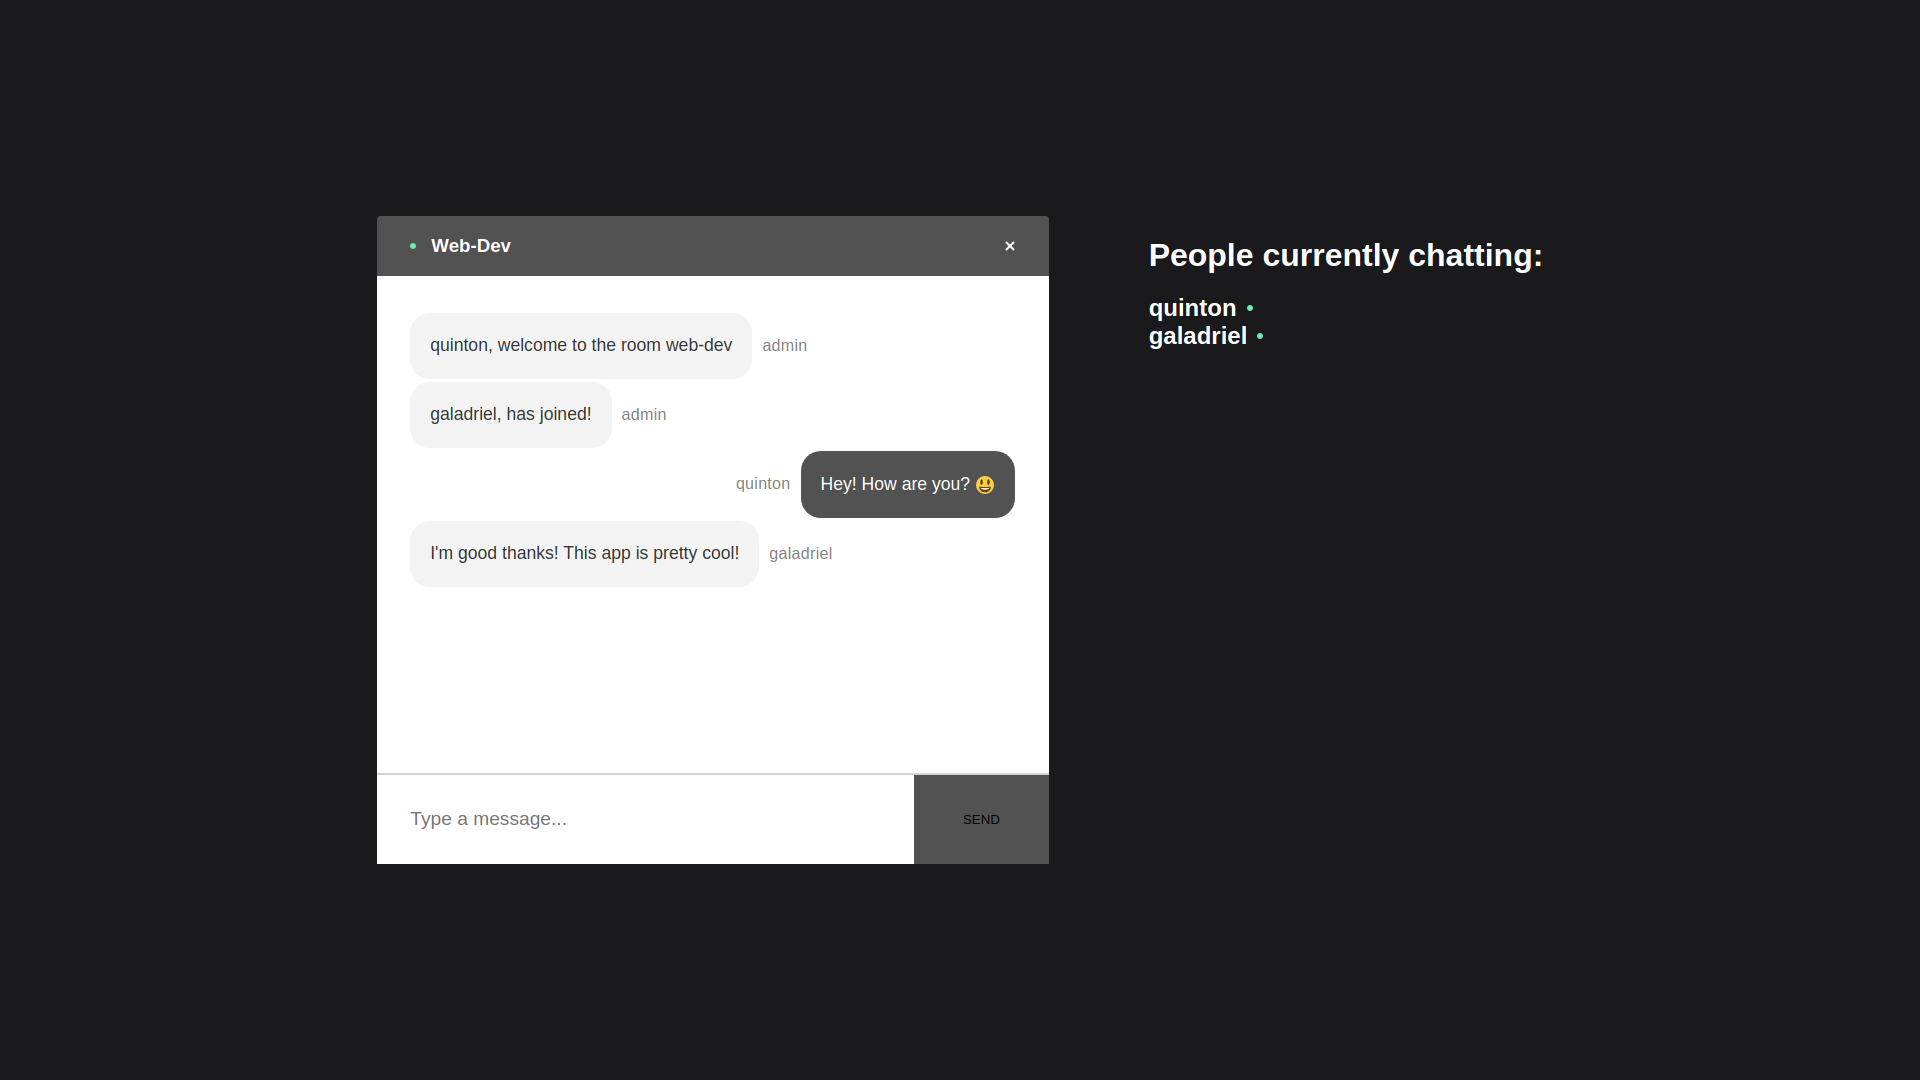 Web-Dev
quinton, welcome to the room web-dev admin
galadriel, has joined! admin
quinton Hey! How are you? 😃
I'm good thanks! This app is pretty cool! galadriel
Type a message...
SEND
People currently chatting:
quinton
galadriel